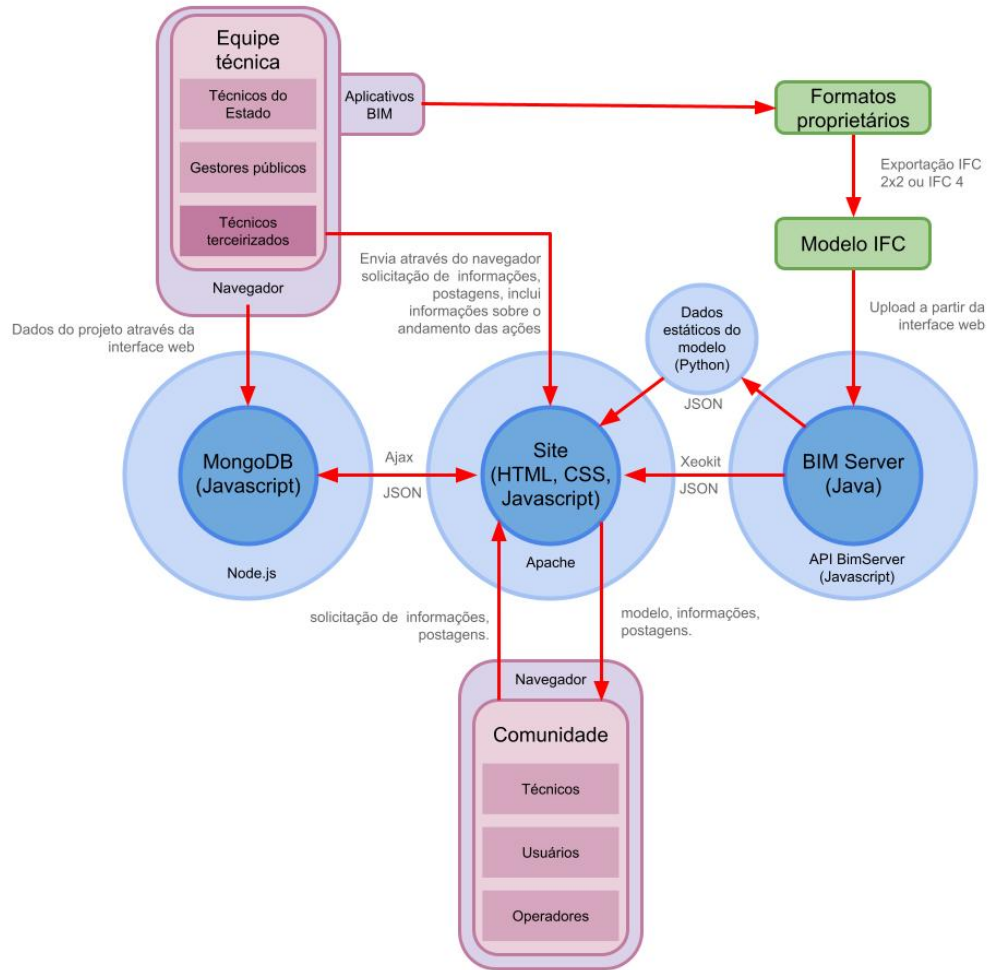 Equipe
técnica
Técnicos do
Estado
Gestores públicos
Técnicos
terceirizados
Navegador
Aplicativos
BIM
Formatos
proprietários
Exportação IFC
2x2 ou IFC 4
Modelo IFC
Upload a partir da
interface web
Envia através do navegador
solicitação de informações,
postagens, inclui
informações sobre o
andamento das ações
Dados do projeto através da
interface web
Dados
estáticos do
modelo
(Python)
JSON
MongoDB
(Javascript)
Node.js
Ajax
JSON
Site
(HTML, CSS,
Javascript)
Apache
Xeokit
JSON
BIM Server
(Java)
API BimServer
(Javascript)
solicitação de informações,
postagens.
modelo, informações,
postagens.
Navegador
Comunidade
Técnicos
Usuários
Operadores